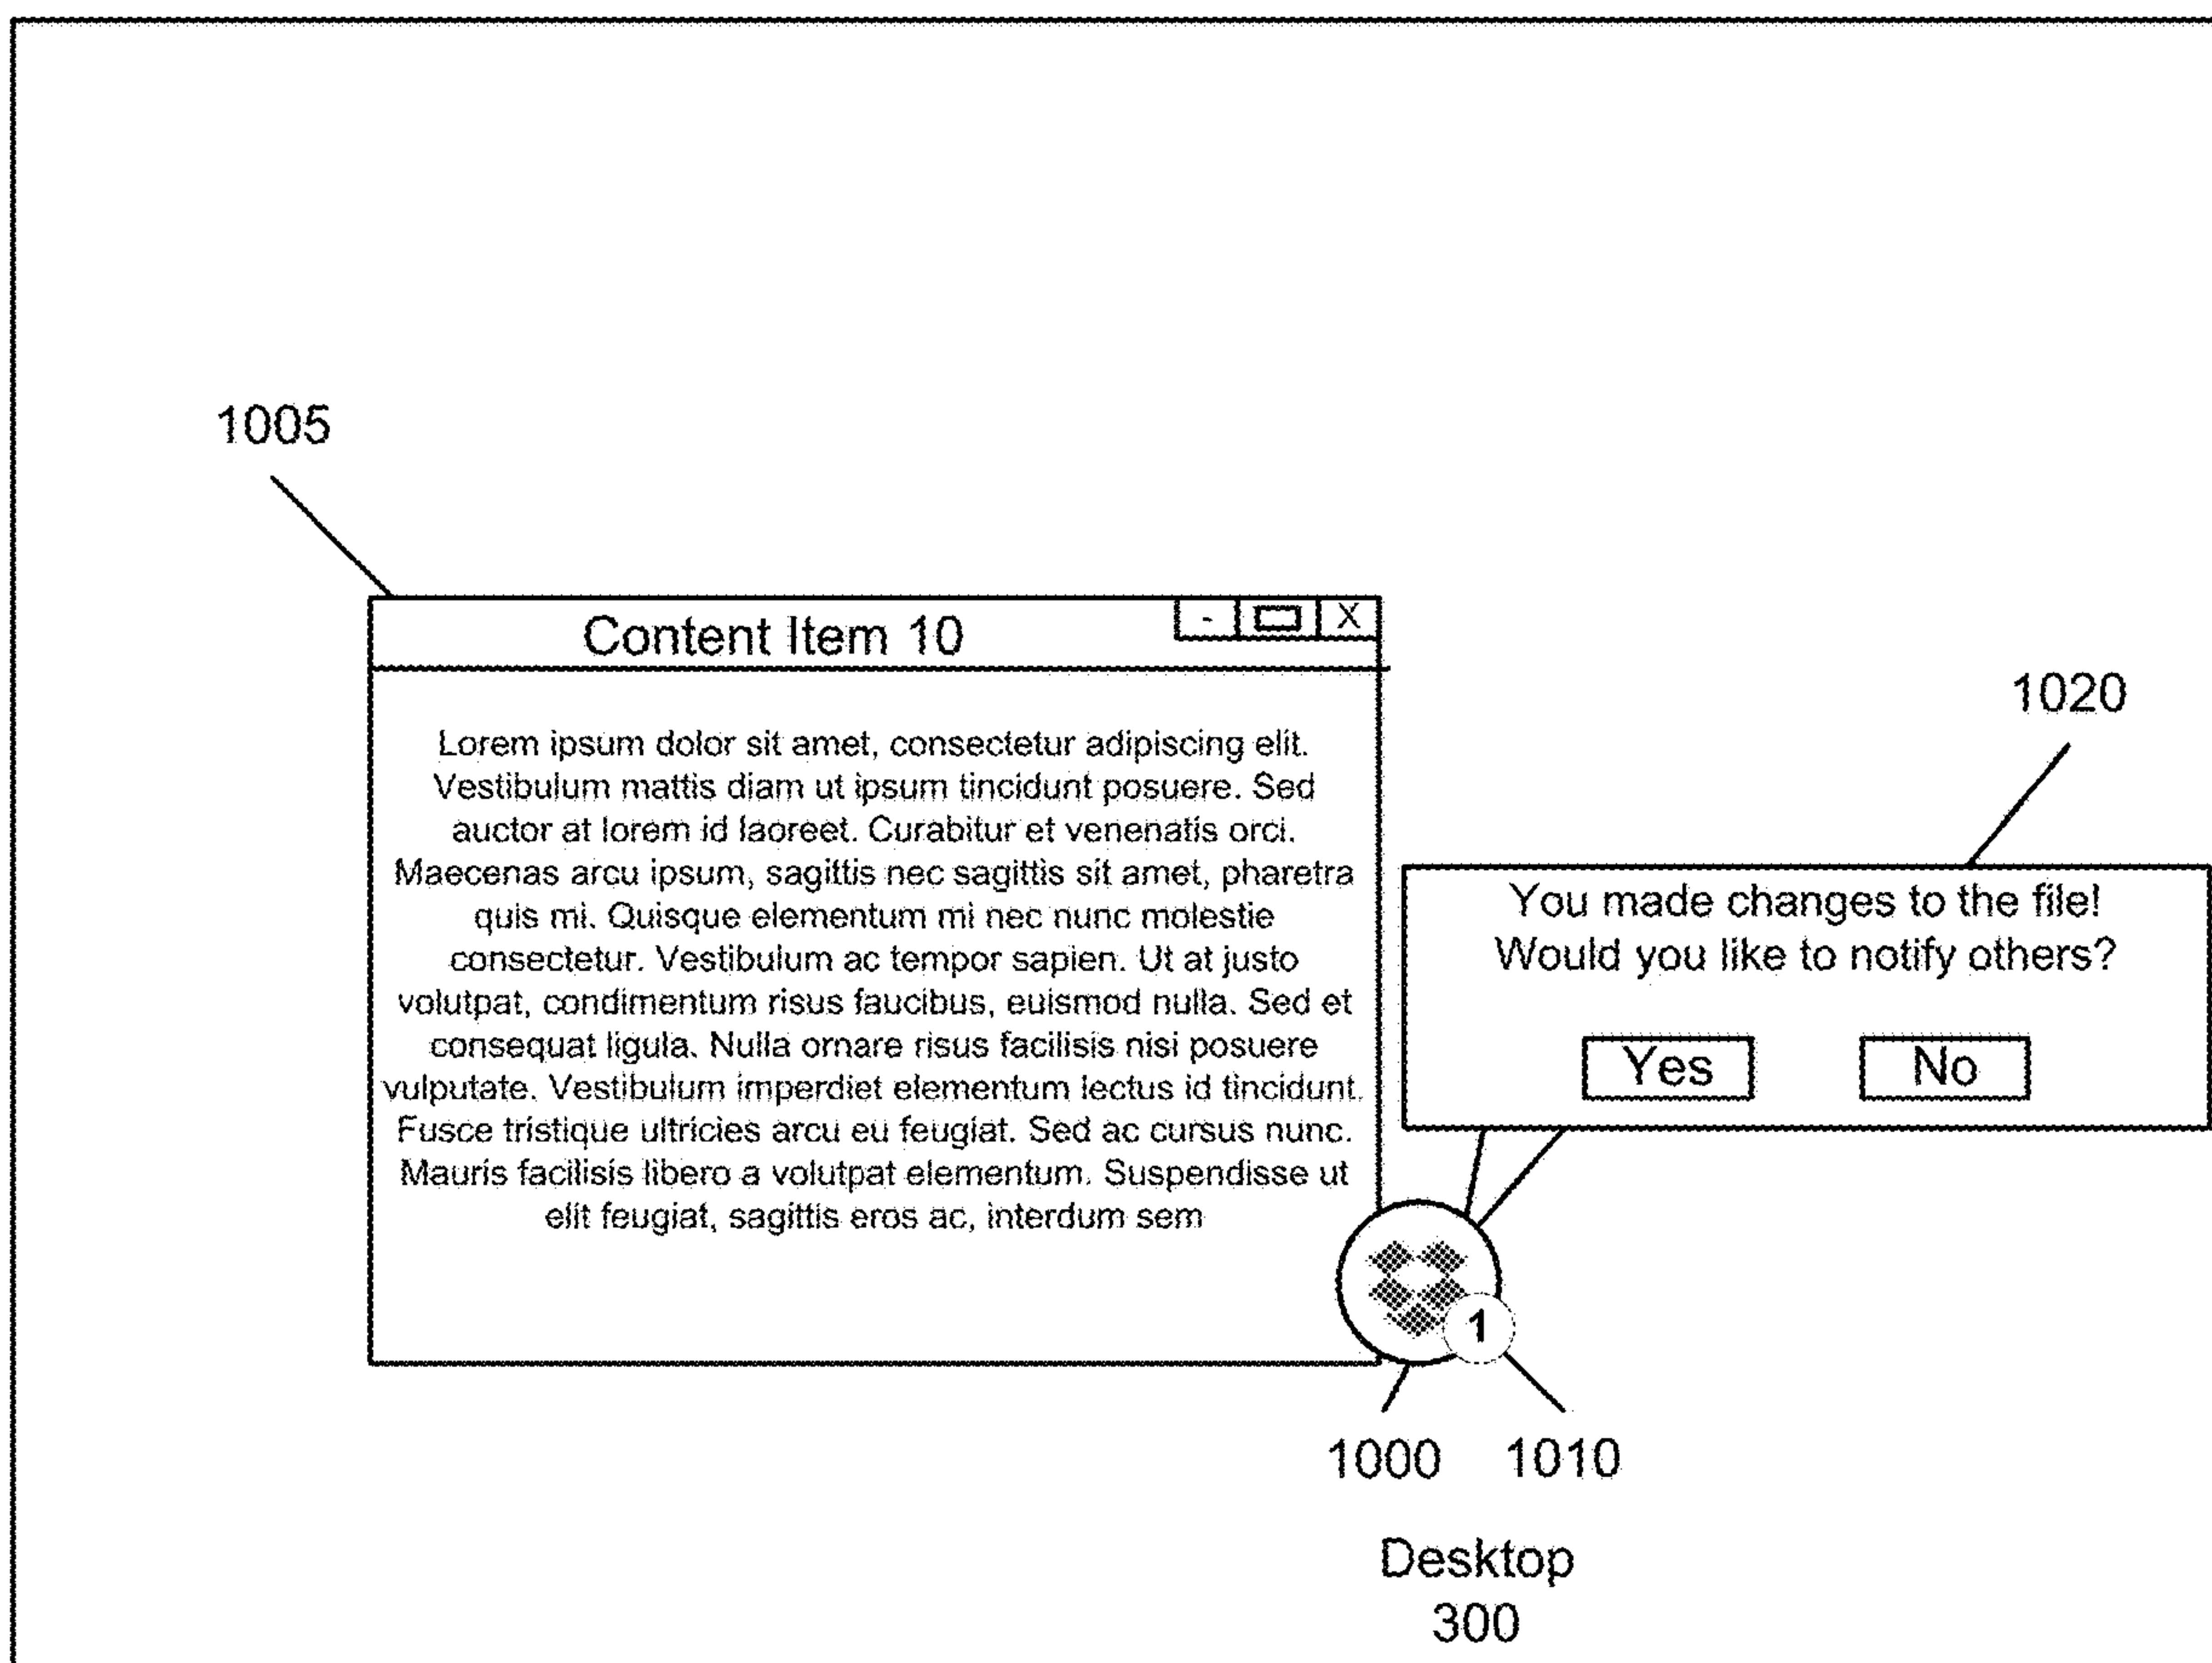 1005
Content Item 10
- X
Lorem ipsum dolor sit amet, consectetur adipiscing elit.
Vestibulum mattis diam ut ipsum tincidunt posuere. Sed
auctor at lorem id laoreet. Curabitur et venenatis orci.
Maecenas arcu ipsum, sagittis nec sagittis sit amet, pharetra
quis mi. Quisque elementum mi nec nunc molestie
consectetur. Vestibulum ac tempor sapien. Ut at justo
volutpat, condimentum risus faucibus, euismod nulla. Sed et
consequat ligula. Nulla ornare risus facilisis nisi posuere
vulputate. Vestibulum imperdiet elementum lectus id tincidunt.
Fusce tristique ultricies arcu eu feugiat. Sed ac cursus nunc.
Mauris facilisis libero a volutpat elementum. Suspendisse ut
elit feugiat, sagittis eros ac, interdum sem
1020
You made changes to the file!
Would you like to notify others?
Yes No
1
1000 1010
Desktop
300